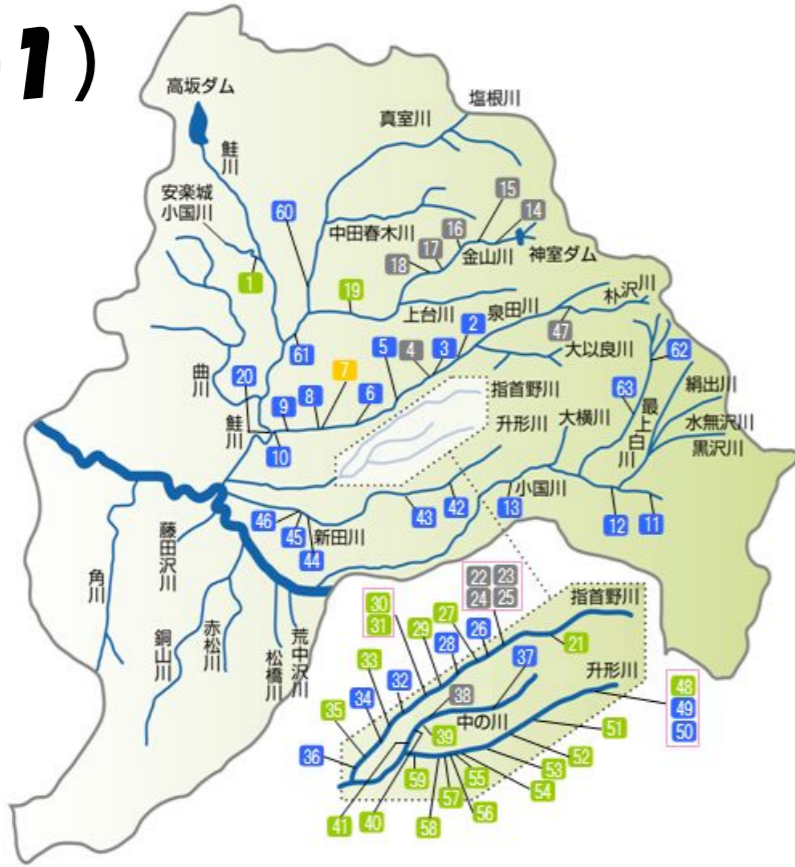 1）
高坂ダム
塩根川
真室川
鮭川
安楽城
小国川
15
60
14
16
中田春木川
17
金山川
神室ダム
18
1
19
朴沢川
上台川
泉田川
2
47
3
5
4
大以良川
62
61
7
20
曲川
指首野川
絹出川
63
8
6
9
大横川
最上白川
水無沢川
鮭川
升形川
黒沢川
10
小国川
46
43
42
13
12
11
45
新田川
藤田沢川
44
角川
22
23
24
25
指首野川
30
31
27
26
29
28
21
赤松川
荒中沢川
鋼山川
松橋川
33
37
升形川
32
34
38
48
49
50
35
中の川
51
39
36
52
59
55
53
57
54
41
40
58
56